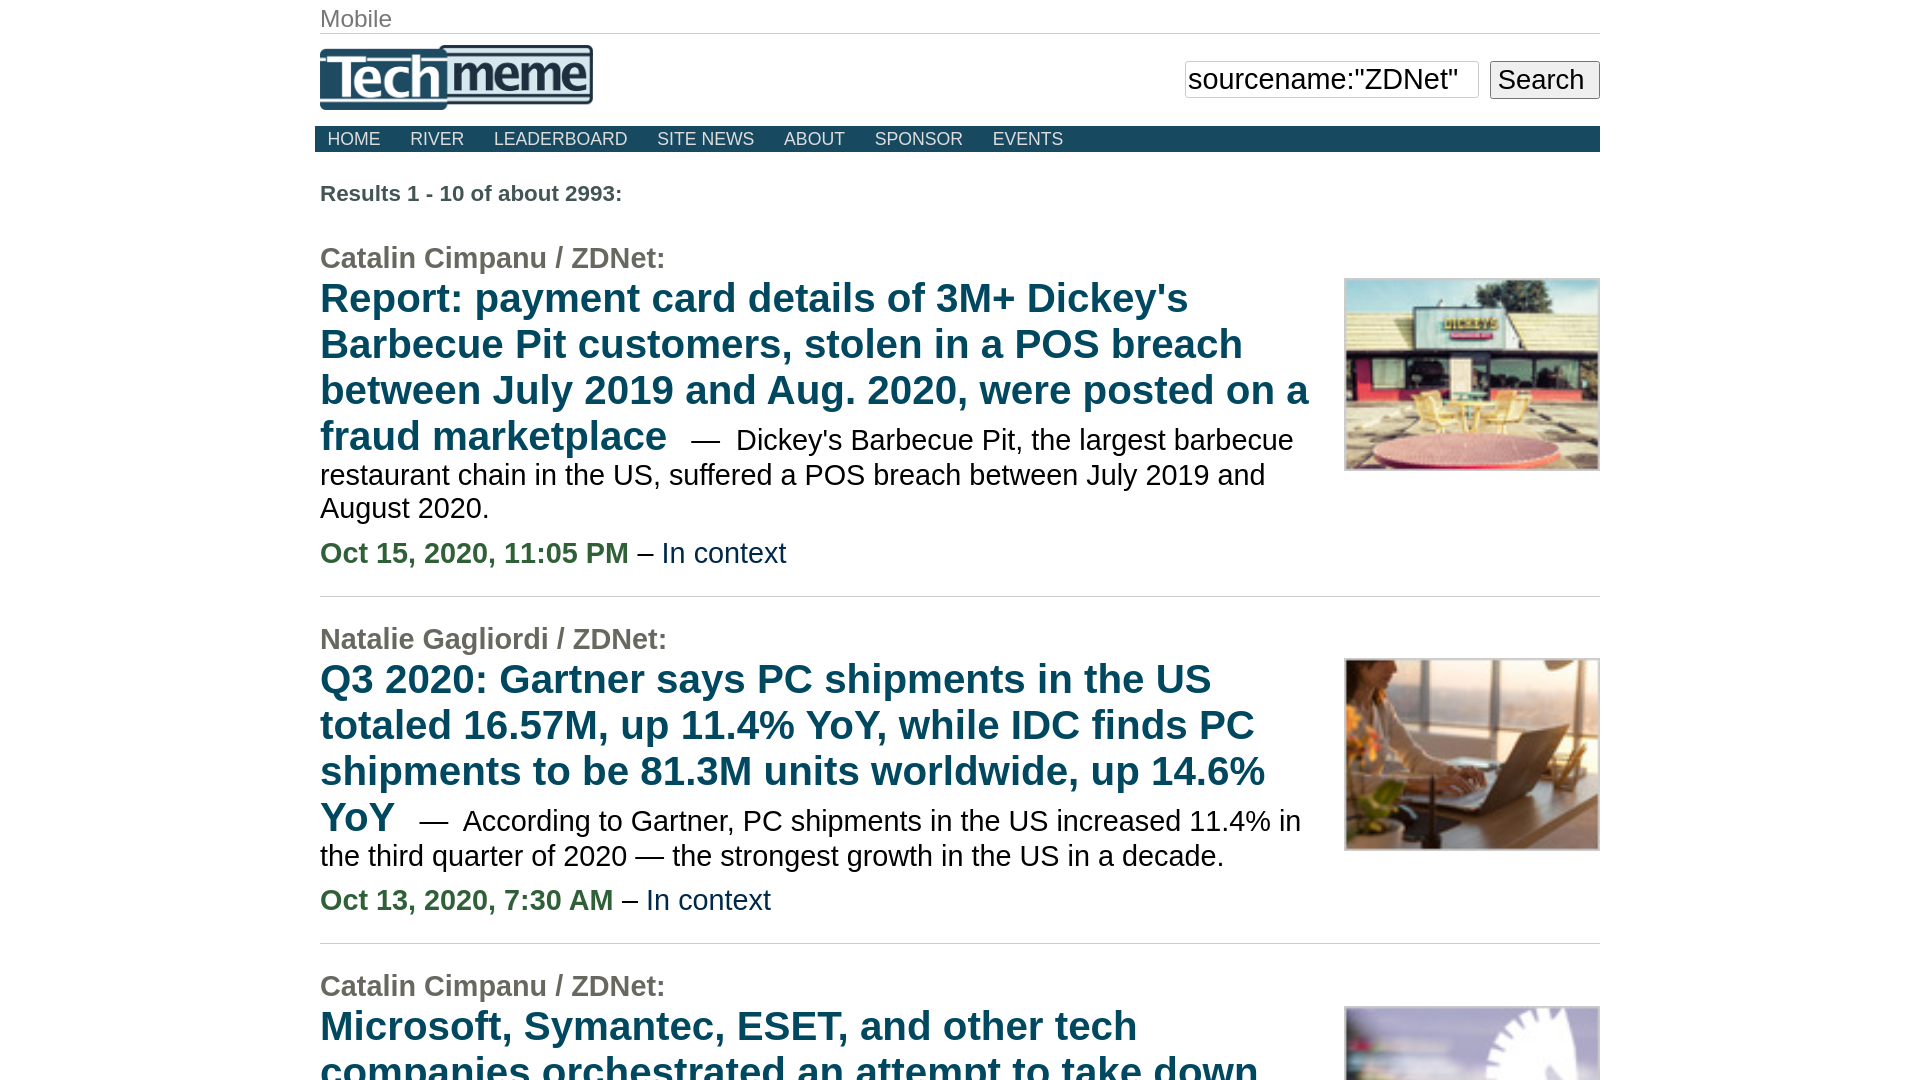 Mobile
Techmeme
sourcename:"ZDNet" Search
HOME RIVER LEADERBOARD SITE NEWS ABOUT SPONSOR EVENTS
Results 1 - 10 of about 2993:
Catalin Cimpanu / ZDNet:
Report: payment card details of 3M+ Dickey's
Barbecue Pit customers, stolen in a POS breach
between July 2019 and Aug. 2020, were posted on a
fraud marketplace — Dickey's Barbecue Pit, the largest barbecue
restaurant chain in the US, suffered a POS breach between July 2019 and
August 2020.
DICKEY'S
Oct 15, 2020, 11:05 PM – In context
Natalie Gagliordi / ZDNet:
Q3 2020: Gartner says PC shipments in the US
totaled 16.57M, up 11.4% YoY, while IDC finds PC
shipments to be 81.3M units worldwide, up 14.6%
YoY — According to Gartner, PC shipments in the US increased 11.4% in
the third quarter of 2020 — the strongest growth in the US in a decade.
Oct 13, 2020, 7:30 AM – In context
Catalin Cimpanu / ZDNet:
Microsoft, Symantec, ESET, and other tech
companies orchestrated an attempt to take down